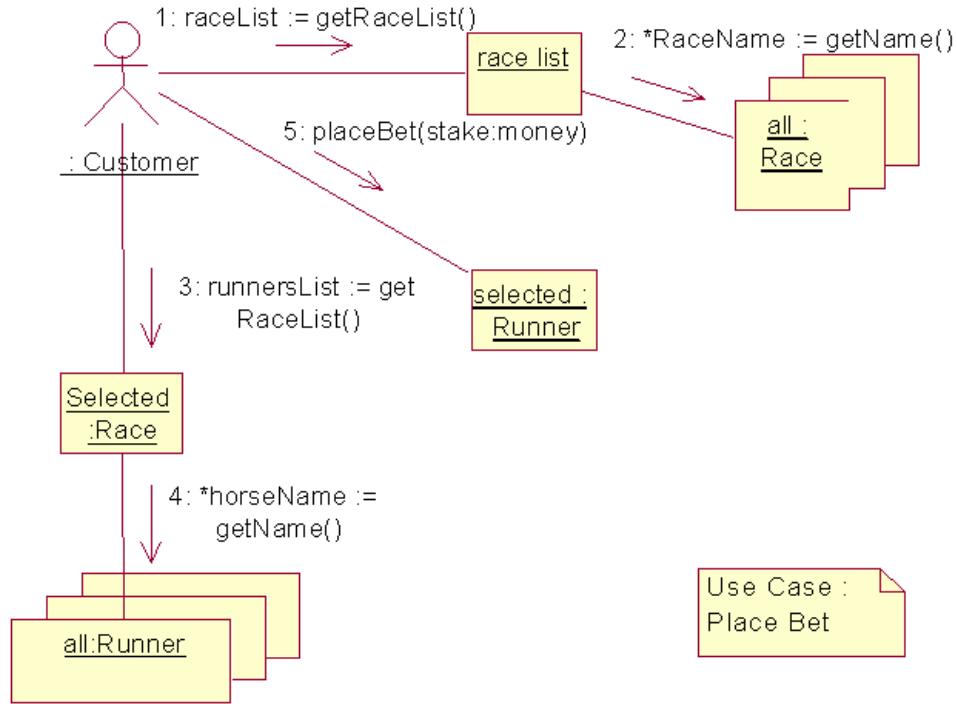 1: raceList := getRaceList()
race list
2: *RaceName := getName()
all :
Race
5: placeBet(stake:money)
: Customer
3: runnersList := get
RaceList()
selected :
Runner
Selected
:Race
4: *horseName :=
getName()
all:Runner
Use Case :
Place Bet